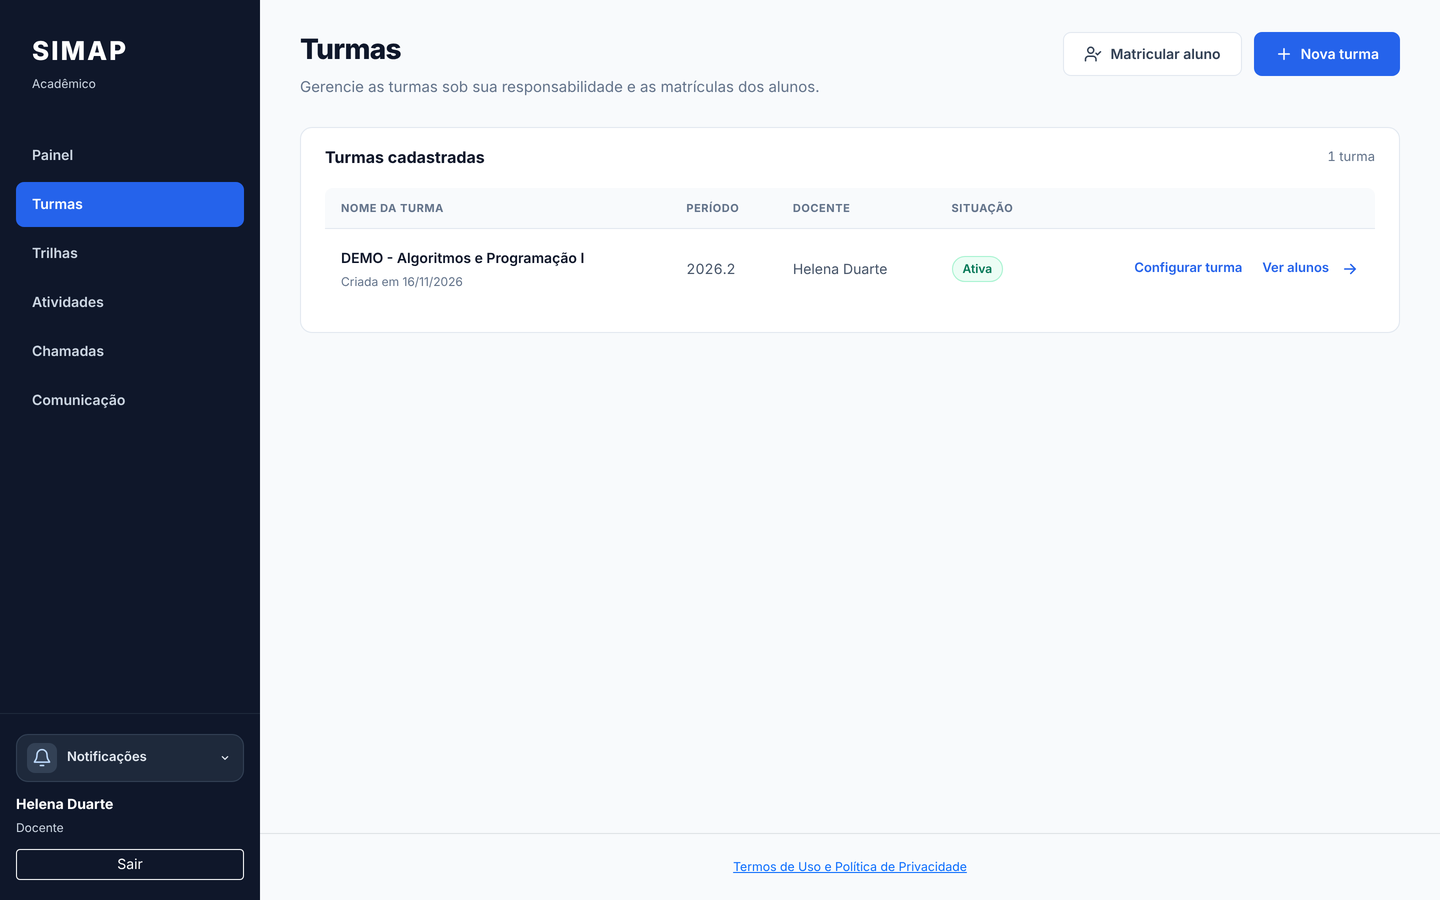 SIMAP
Acadêmico
Painel
Turmas
Trilhas
Atividades
Chamadas
Comunicação
Notificações
Helena Duarte
Docente
Sair
Turmas
Gerencie as turmas sob sua responsabilidade e as matrículas dos alunos.
Matricular aluno
Nova turma
Turmas cadastradas
1 turma
NOME DA TURMA PERÍODO DOCENTE SITUAÇÃO
DEMO - Algoritmos e Programação I
Criada em 16/11/2026
2026.2
Helena Duarte
Ativa
Configurar turma
Ver alunos
Termos de Uso e Política de Privacidade